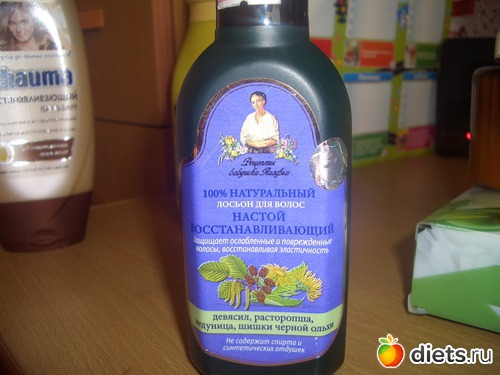 hauma
Рецепты
бабушки Агафьи
100% НАТУРАЛЬНЫЙ
ЛОСЬОН ДЛЯ ВОЛОС
НАСТОЙ
ВОССТАНАВЛИВАЮЩИЙ
Защищает ослабленные и поврежденные
волосы, восстанавливая эластичность
девясил, расторопша,
медуница, шишки черной ольхи
Не содержит спирта и
синтетических отдушек
diets.ru